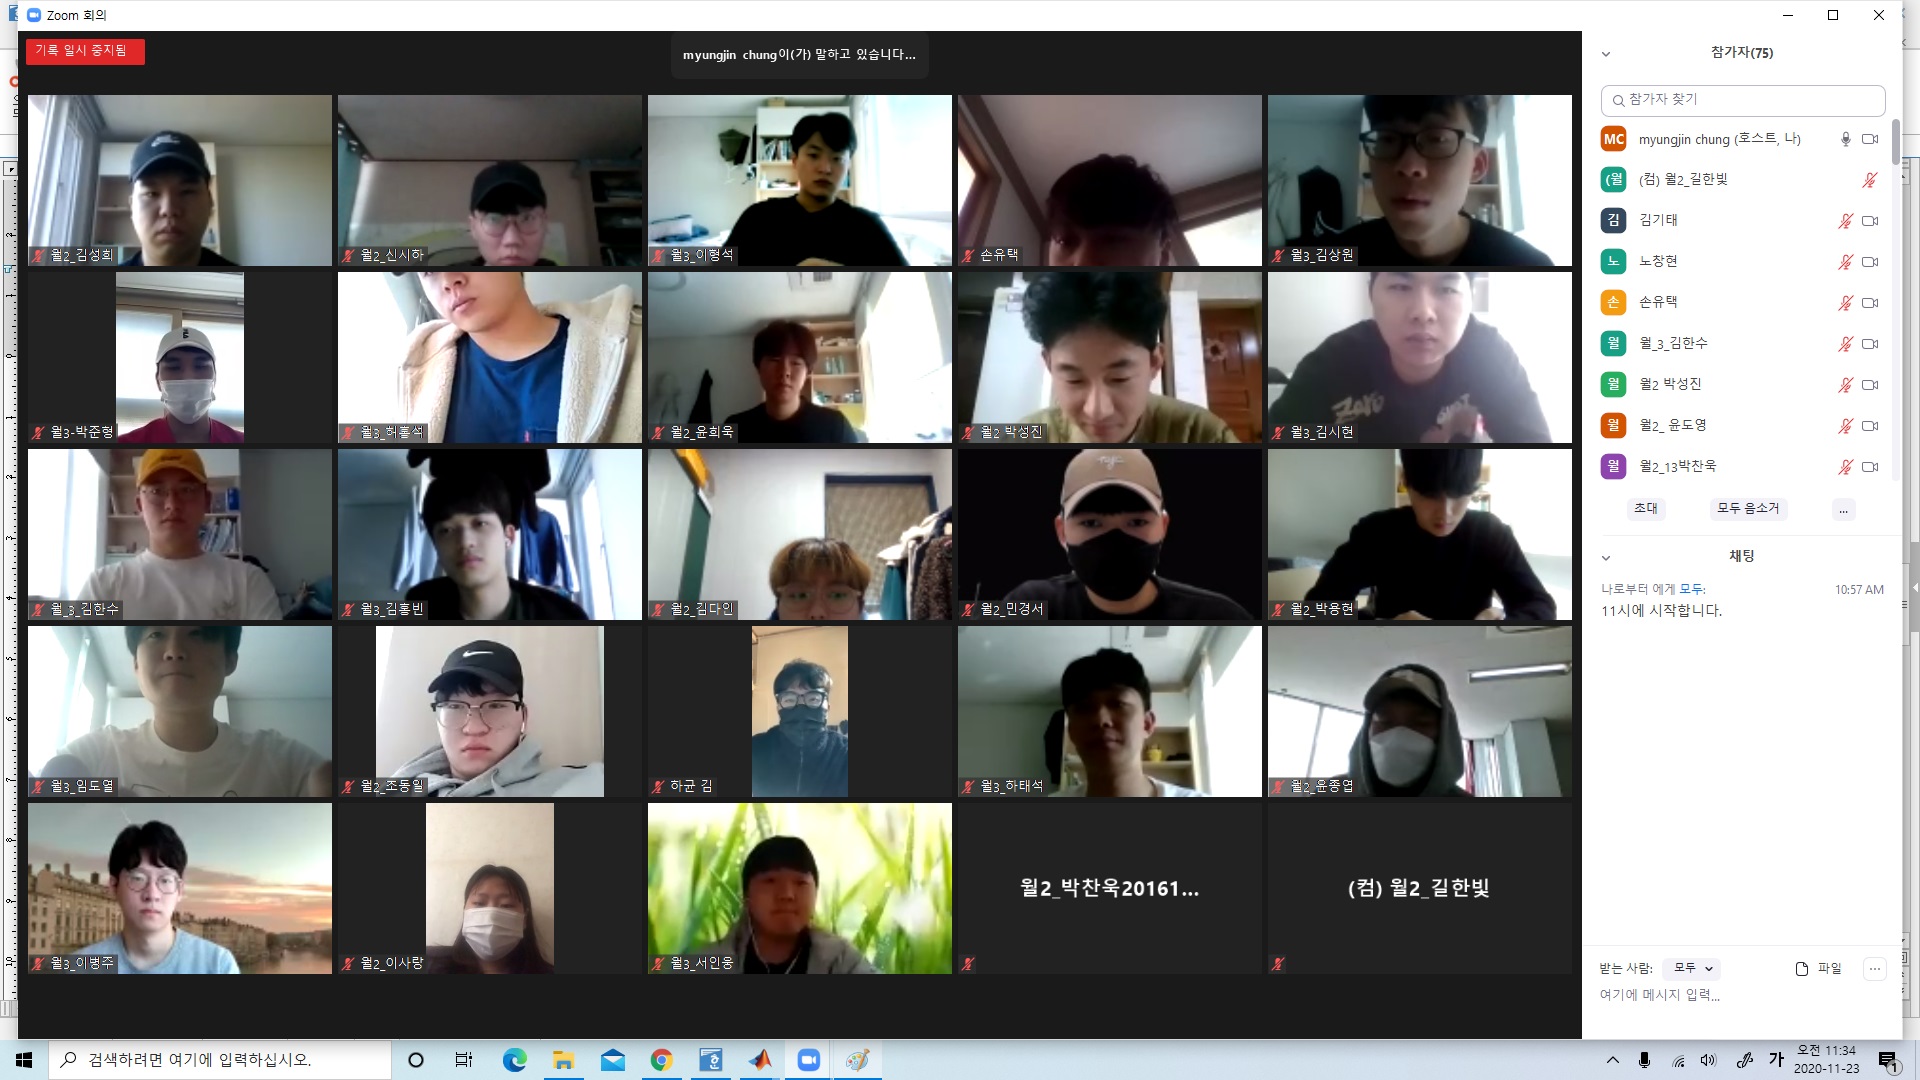 Zoom 회의
기록 일시 중지됨
myungjin chung이(가) 말하고 있습니다...
월2_김성희
월2_신시하
월3_이형석
손유택
월3_김상원
월3-박준형
월3_허홍석
월2_윤희욱
월2 박성진
월3_김시현
월_3_김한수
월3_김홍빈
월2_김다인
월2_민경서
월2_박용현
월3_임도열
월2_조동일
하균 김
월3_하태석
월2_윤종엽
월3_이병주
월2_이사랑
월3_서인웅
월2_박찬욱20161...
(컴) 월2_길한빛
참가자(75)
참가자 찾기
MC myungjin chung (호스트, 나)
(월 (컴) 월2_길한빛
김 김기태
노 노창현
손 손유택
월 월_3_김한수
월 월2 박성진
월 월2_ 윤도영
월 월2_13박찬욱
초대 모두 음소거 ...
채팅
나로부터 에게 모두: 10:57 AM
11시에 시작합니다.
받는 사람: 모두 파일 ...
여기에 메시지 입력...
검색하려면 여기에 입력하십시오.
가 오전 11:34
2020-11-23
1